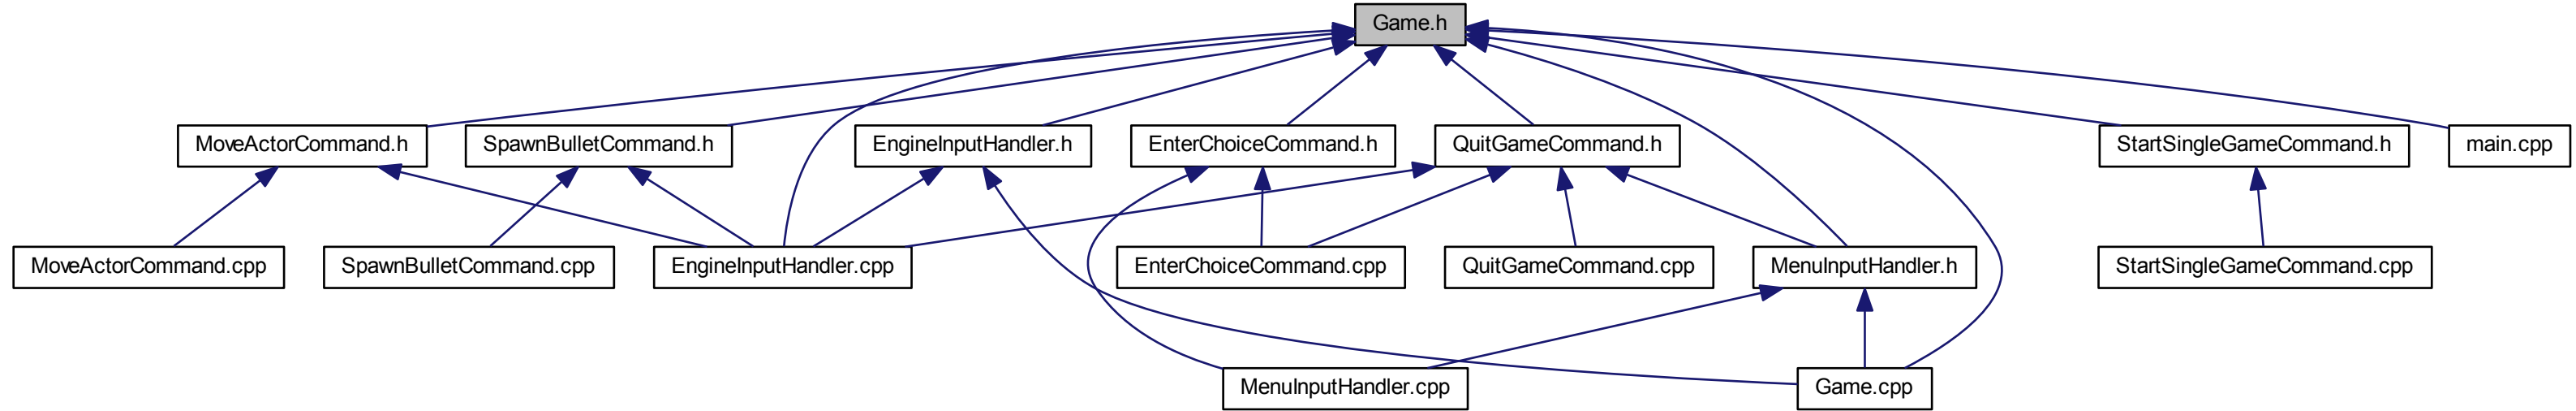 Game.h
MoveActorCommand.h
SpawnBulletCommand.h
EngineInputHandler.h
EnterChoiceCommand.h
QuitGameCommand.h
StartSingleGameCommand.h
main.cpp
MoveActorCommand.cpp
SpawnBulletCommand.cpp
EngineInputHandler.cpp
EnterChoiceCommand.cpp
QuitGameCommand.cpp
MenuInputHandler.h
StartSingleGameCommand.cpp
MenuInputHandler.cpp
Game.cpp